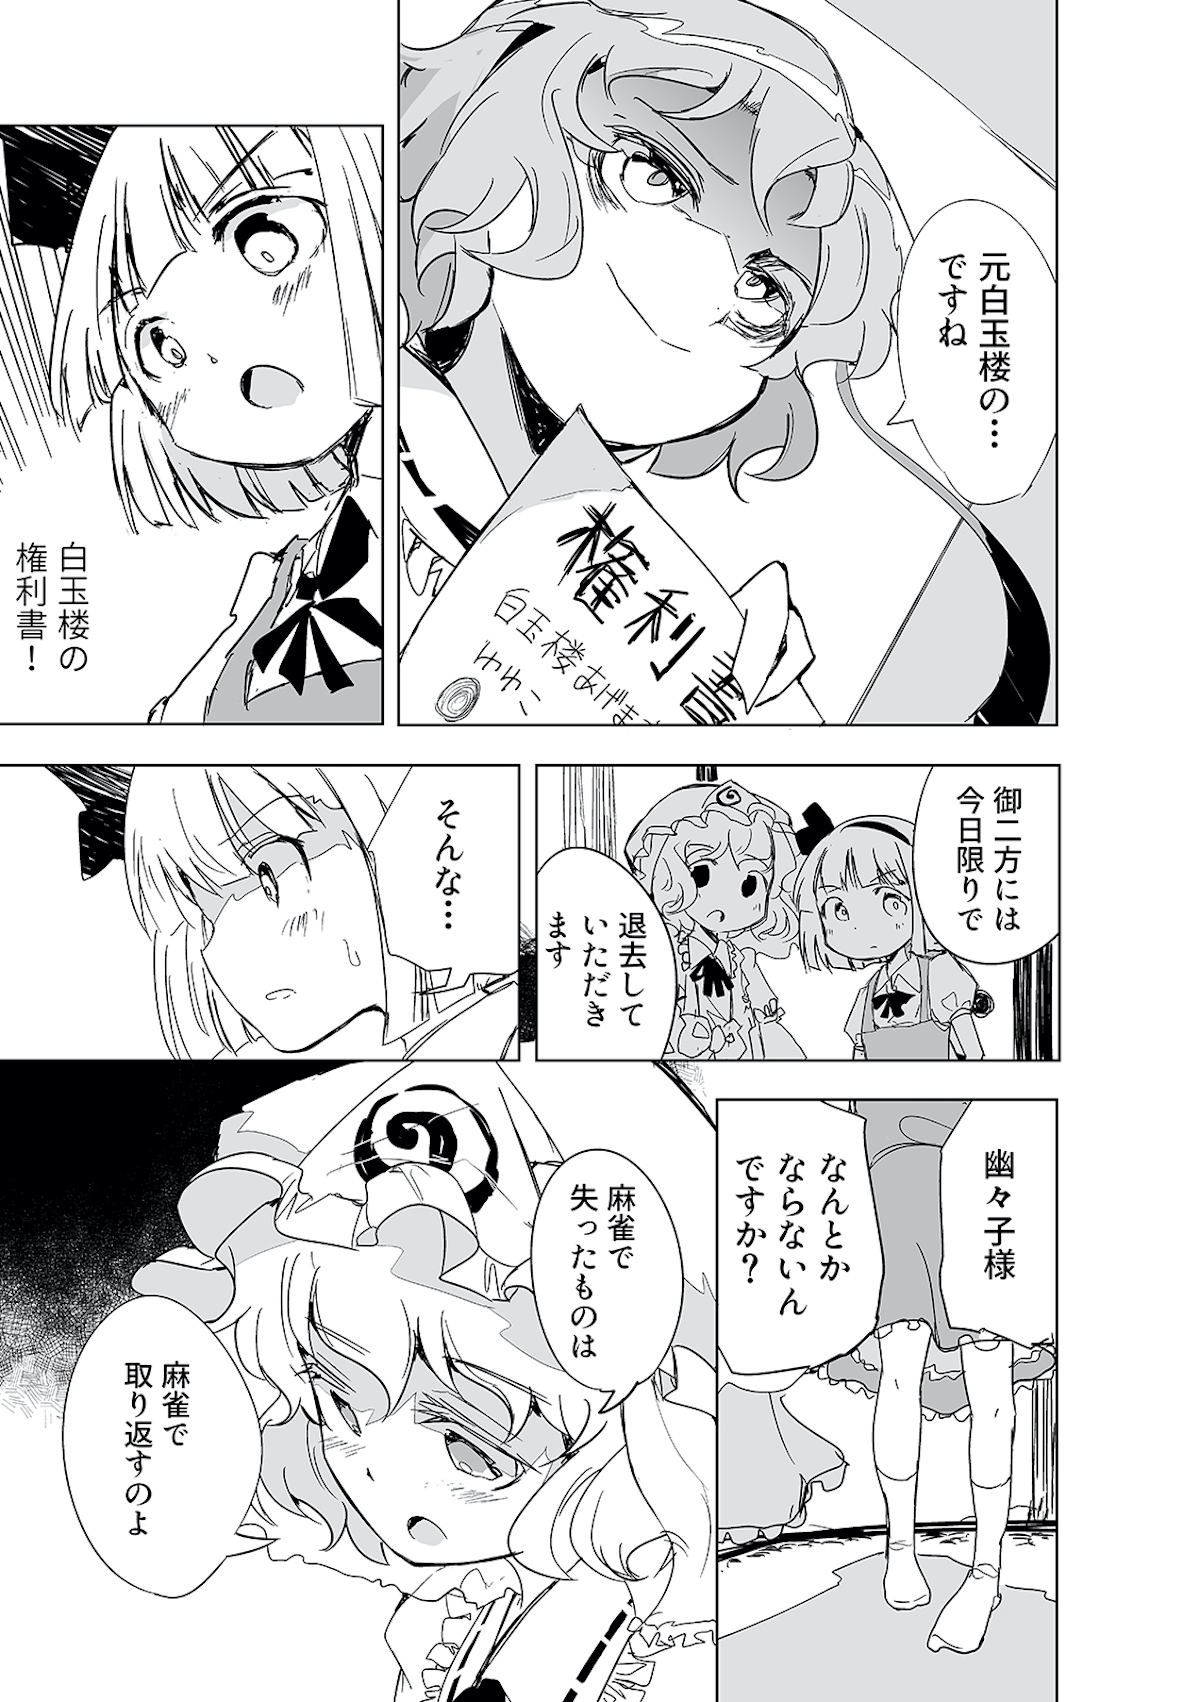 元白玉楼の…
ですね
権利書
白玉楼あげます
ゆゆこ
白玉楼の
権利書！
御二方には
今日限りで
退去して
いただき
ます
そんな…
幽々子様
なんとか
ならないん
ですか？
麻雀で
失ったものは
麻雀で
取り返すのよ